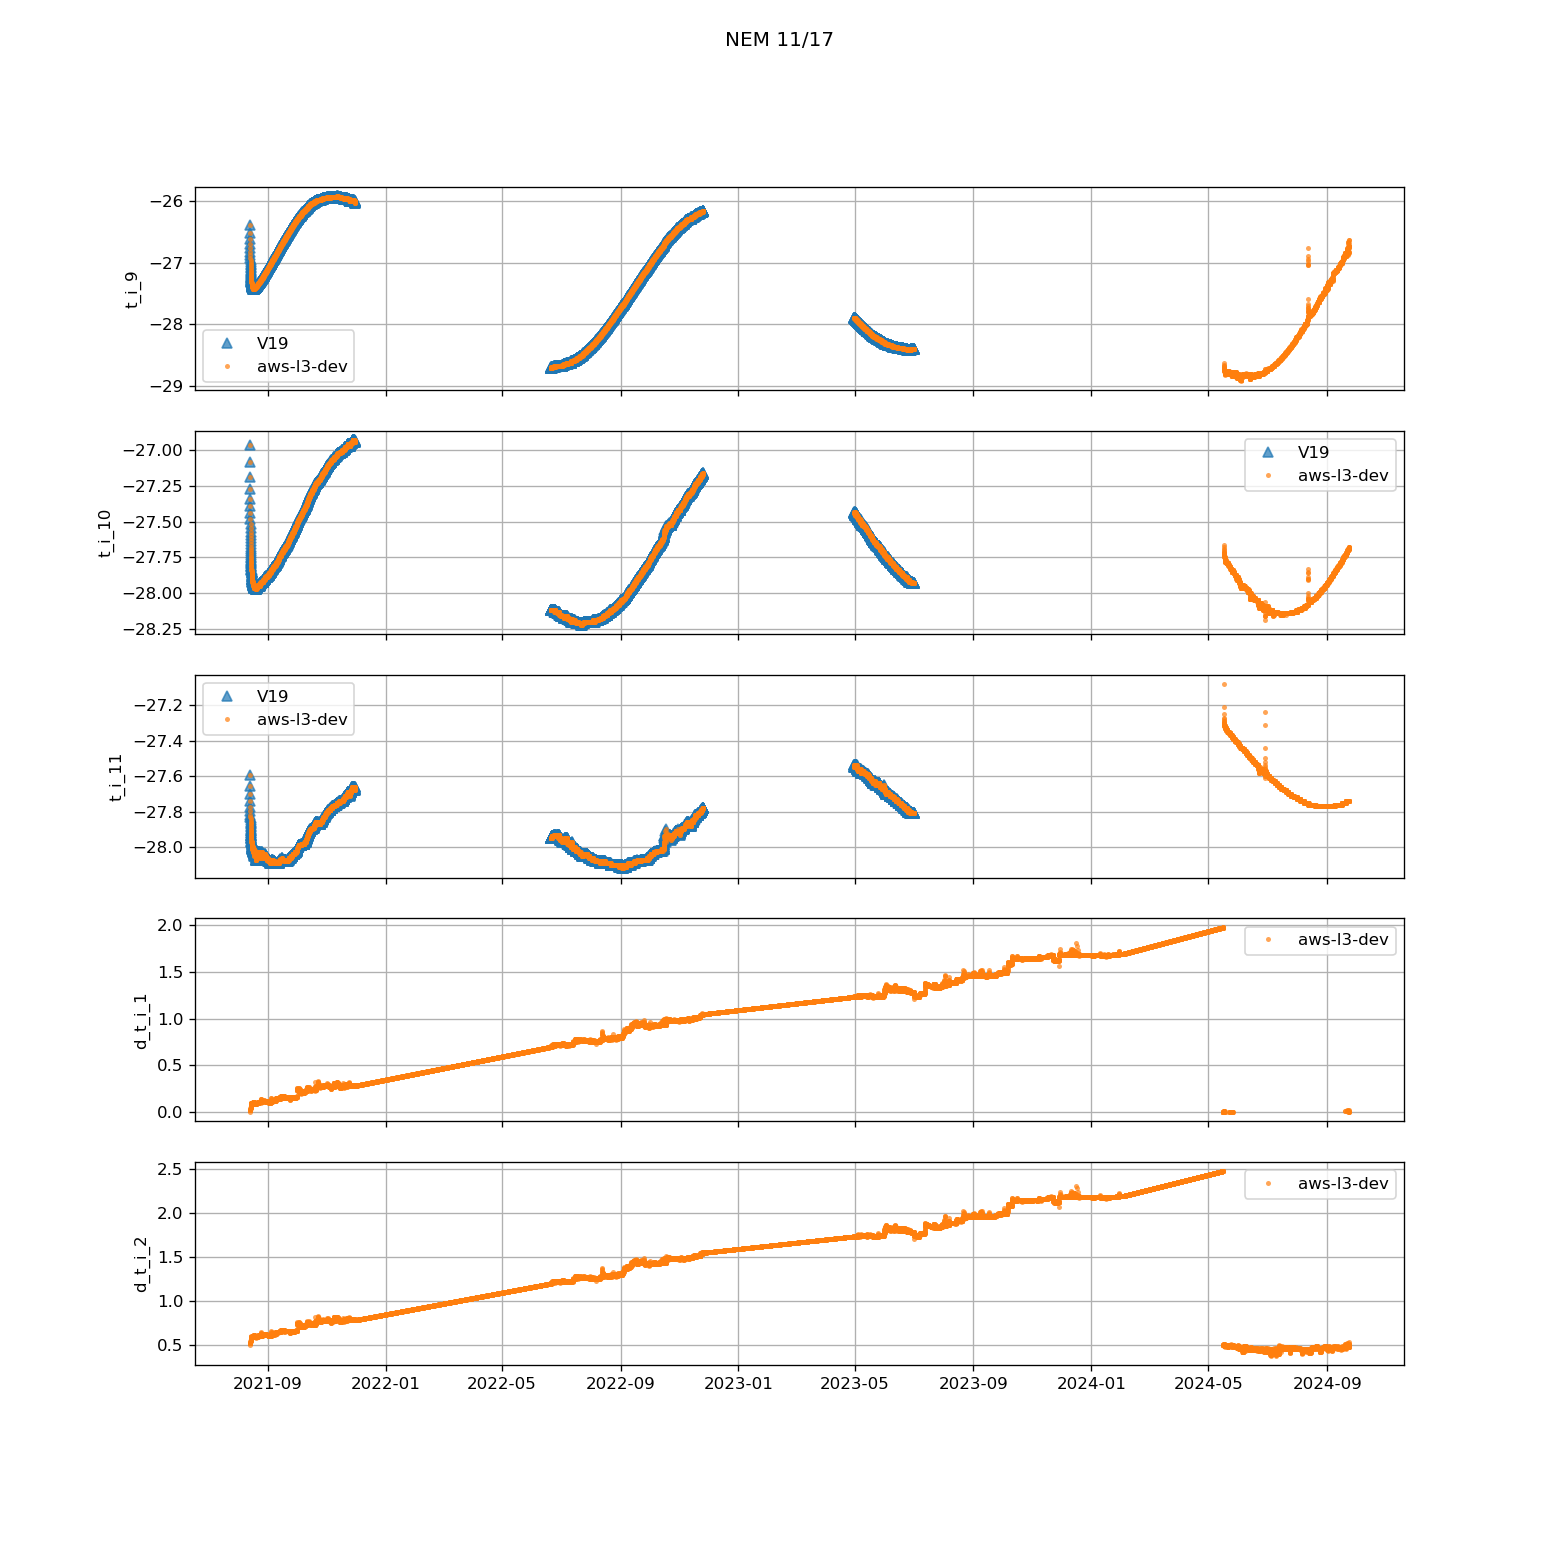 NEM 11/17
−26
−27
−28
−29
t_i_9
V19
aws-l3-dev
−27.00
−27.25
−27.50
−27.75
−28.00
−28.25
t_i_10
V19
aws-l3-dev
−27.2
−27.4
−27.6
−27.8
−28.0
t_i_11
V19
aws-l3-dev
2.0
1.5
1.0
0.5
0.0
d_t_i_1
aws-l3-dev
2.5
2.0
1.5
1.0
0.5
d_t_i_2
aws-l3-dev
2021-09 2022-01 2022-05 2022-09 2023-01 2023-05 2023-09 2024-01 2024-05 2024-09